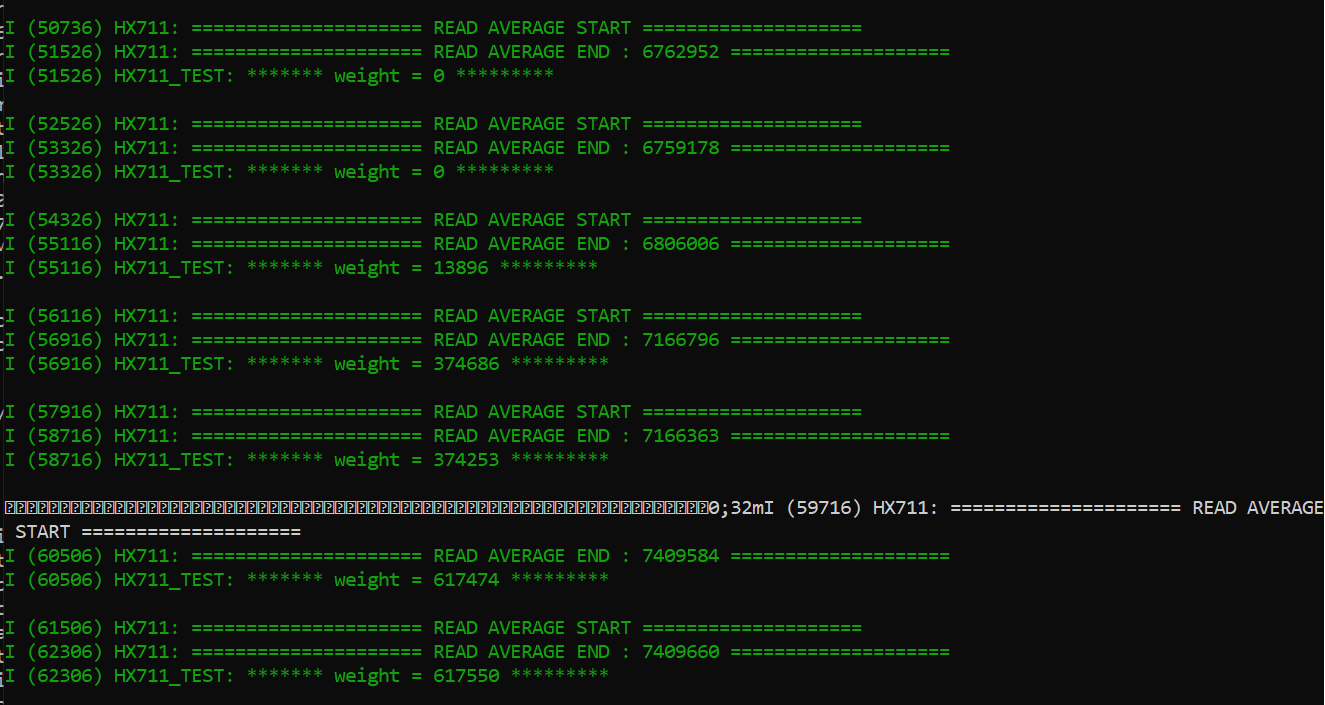 I (50736) HX711: ===================== READ AVERAGE START ====================
I (51526) HX711: ===================== READ AVERAGE END : 6762952 ====================
I (51526) HX711_TEST: ******* weight = 0 *********
I (52526) HX711: ===================== READ AVERAGE START ====================
I (53326) HX711: ===================== READ AVERAGE END : 6759178 ====================
I (53326) HX711_TEST: ******* weight = 0 *********
I (54326) HX711: ===================== READ AVERAGE START ====================
I (55116) HX711: ===================== READ AVERAGE END : 6806006 ====================
I (55116) HX711_TEST: ******* weight = 13896 *********
I (56116) HX711: ===================== READ AVERAGE START ====================
I (56916) HX711: ===================== READ AVERAGE END : 7166796 ====================
I (56916) HX711_TEST: ******* weight = 374686 *********
I (57916) HX711: ===================== READ AVERAGE START ====================
I (58716) HX711: ===================== READ AVERAGE END : 7166363 ====================
I (58716) HX711_TEST: ******* weight = 374253 *********
0;32mI (59716) HX711: ===================== READ AVERAGE
START ====================
I (60506) HX711: ===================== READ AVERAGE END : 7409584 ====================
I (60506) HX711_TEST: ******* weight = 617474 *********
I (61506) HX711: ===================== READ AVERAGE START ====================
I (62306) HX711: ===================== READ AVERAGE END : 7409660 ====================
I (62306) HX711_TEST: ******* weight = 617550 *********